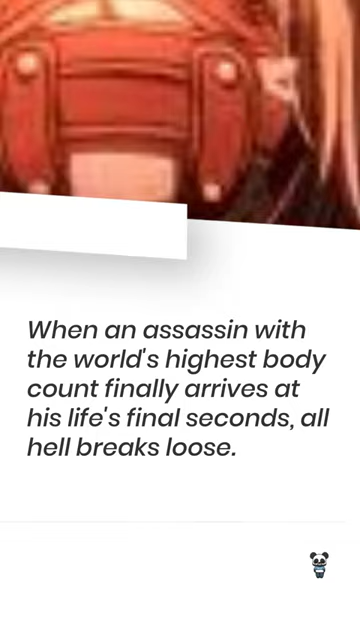 When an assassin with
the world's highest body
count finally arrives at
his life's final seconds, all
hell breaks loose.